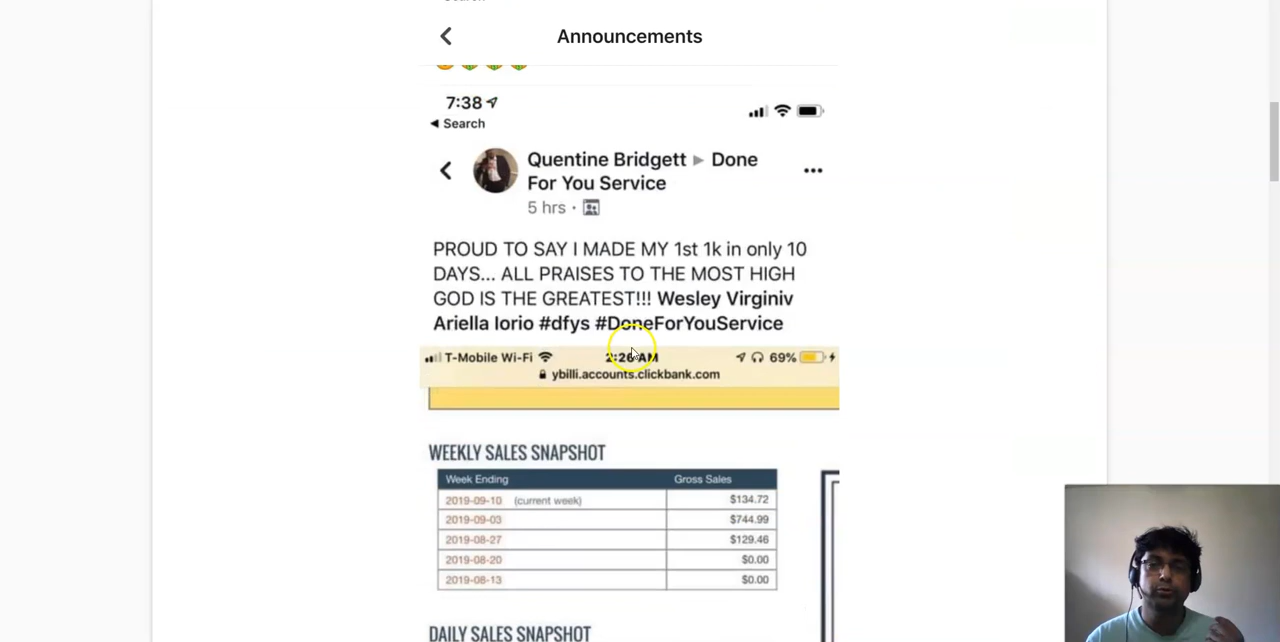 Announcements
7:38
Search
Quentine Bridgett ▶ Done
For You Service
5 hrs ·
PROUD TO SAY I MADE MY 1st 1k in only 10
DAYS... ALL PRAISES TO THE MOST HIGH
GOD IS THE GREATEST!!! Wesley Virginiv
Ariella Iorio #dfys #DoneForYouService
T-Mobile Wi-Fi 2:26 AM 69%
ybilli.accounts.clickbank.com
WEEKLY SALES SNAPSHOT
Week Ending Gross Sales
2019-09-10 (current week) $134.72
2019-09-03 $744.99
2019-08-27 $129.46
2019-08-20 $0.00
2019-08-13 $0.00
DAILY SALES SNAPSHOT